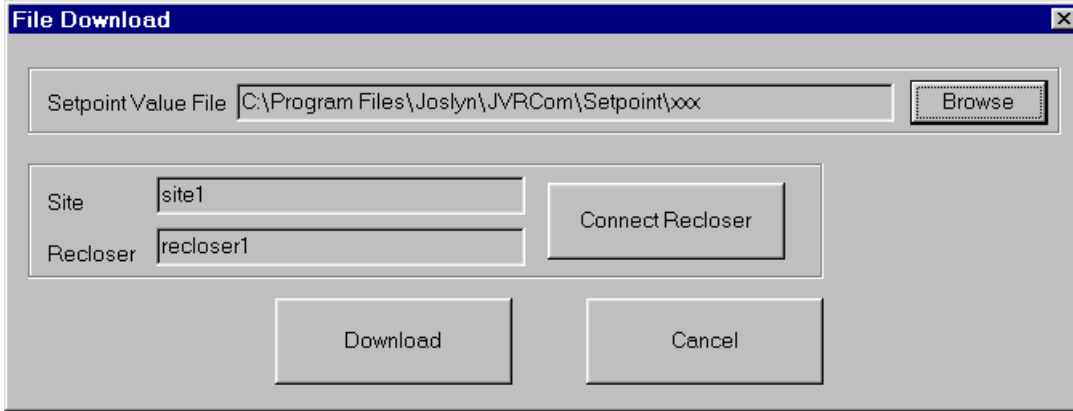 File Download
Setpoint Value File C:\Program Files\Joslyn\JVRCom\Setpoint\xxx Browse
Site site1
Connect Recloser
Recloser recloser1
Download Cancel